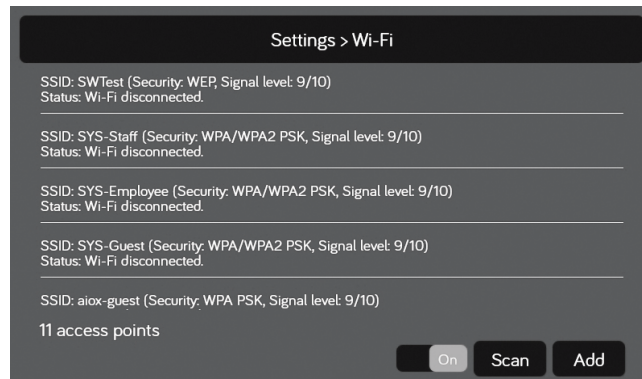 Settings > Wi-Fi
SSID: SWTest (Security: WEP, Signal level: 9/10)
Status: Wi-Fi disconnected.
SSID: SYS-Staff (Security: WPA/WPA2 PSK, Signal level: 9/10)
Status: Wi-Fi disconnected.
SSID: SYS-Employee (Security: WPA/WPA2 PSK, Signal level: 9/10)
Status: Wi-Fi disconnected.
SSID: SYS-Guest (Security: WPA/WPA2 PSK, Signal level: 9/10)
Status: Wi-Fi disconnected.
SSID: aiox-guest (Security: WPA PSK, Signal level: 9/10)
11 access points
On Scan Add